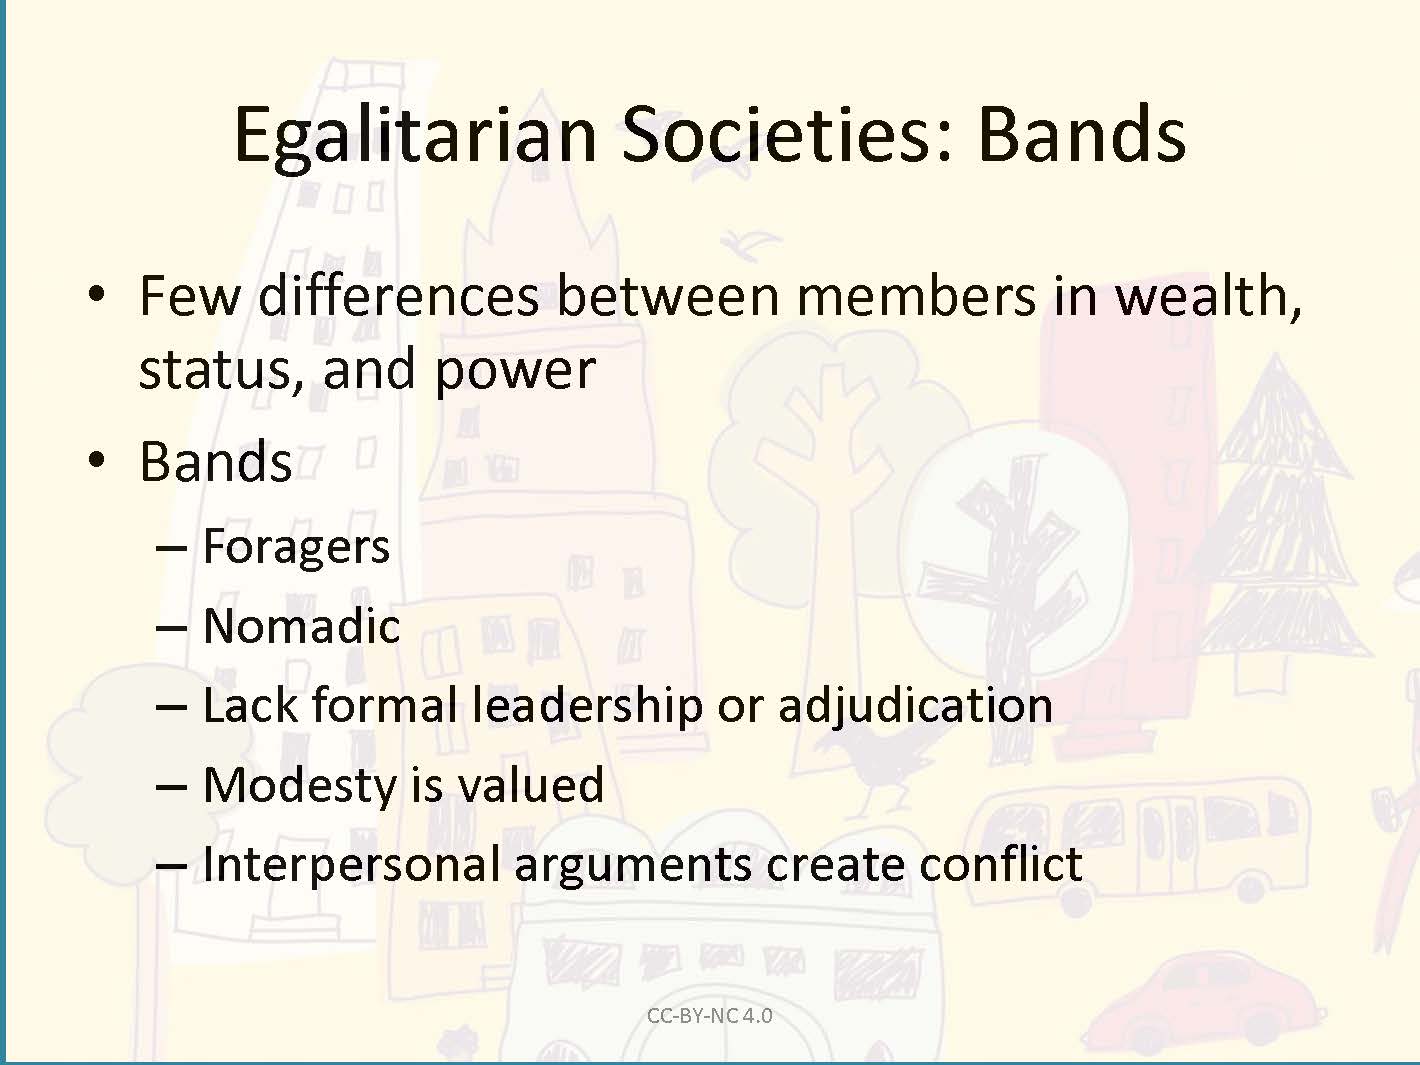 Egalitarian Societies: Bands
• Few differences between members in wealth,
status, and power
• Bands
– Foragers
– Nomadic
– Lack formal leadership or adjudication
– Modesty is valued
– Interpersonal arguments create conflict
CC-BY-NC 4.0